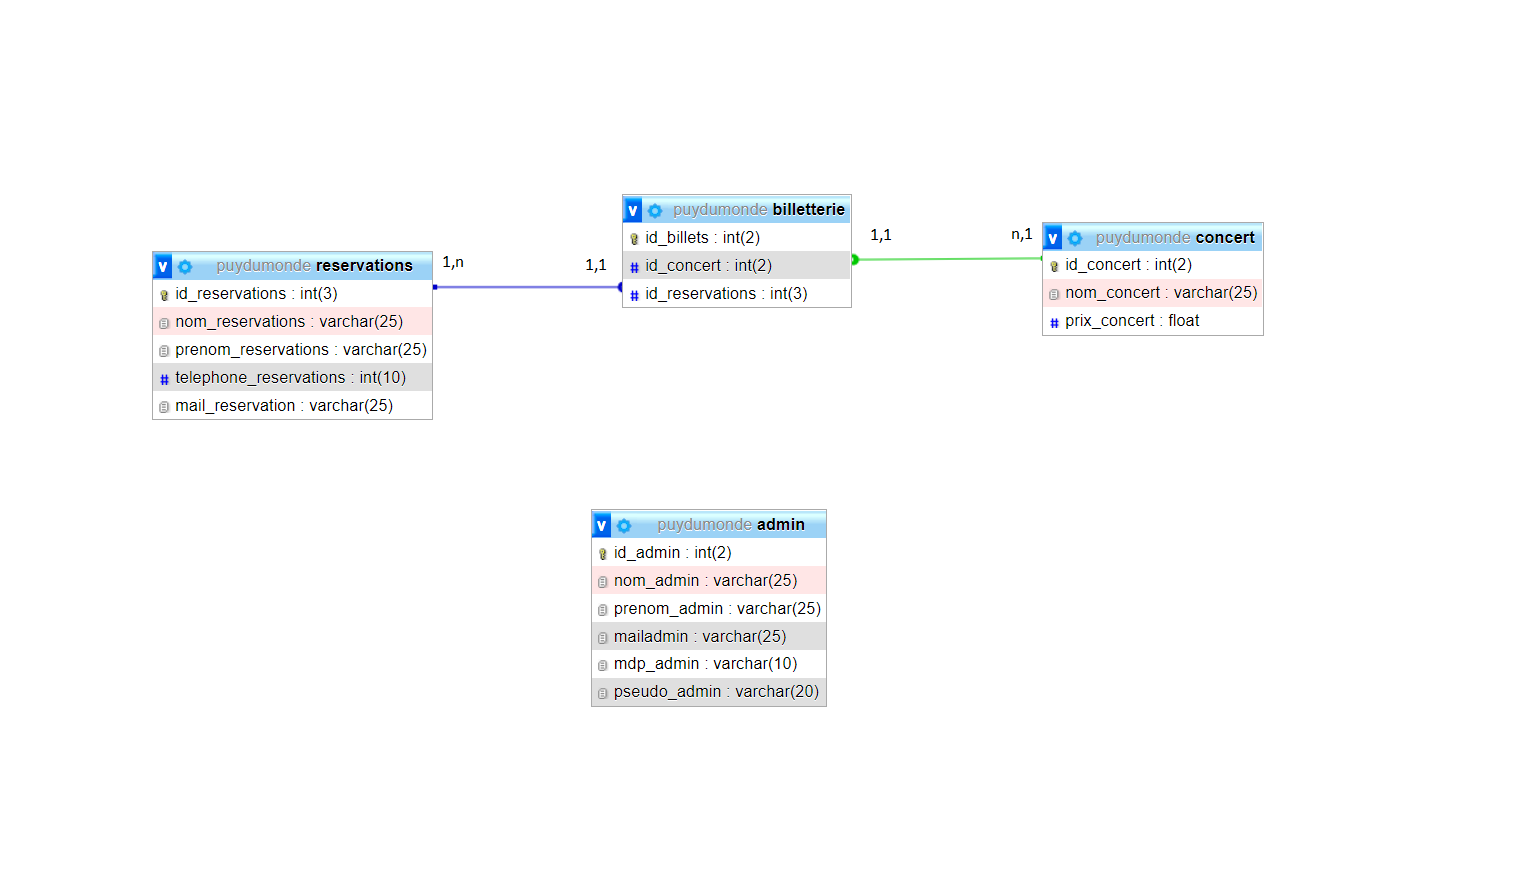 puydumonde reservations
id_reservations : int(3)
nom_reservations : varchar(25)
prenom_reservations : varchar(25)
# telephone_reservations : int(10)
mail_reservation : varchar(25)
1,n
1,1
puydumonde billetterie
id_billets : int(2)
# id_concert : int(2)
# id_reservations : int(3)
1,1
n,1
puydumonde concert
id_concert : int(2)
nom_concert : varchar(25)
# prix_concert : float
puydumonde admin
id_admin : int(2)
nom_admin : varchar(25)
prenom_admin : varchar(25)
mailadmin : varchar(25)
mdp_admin : varchar(10)
pseudo_admin : varchar(20)